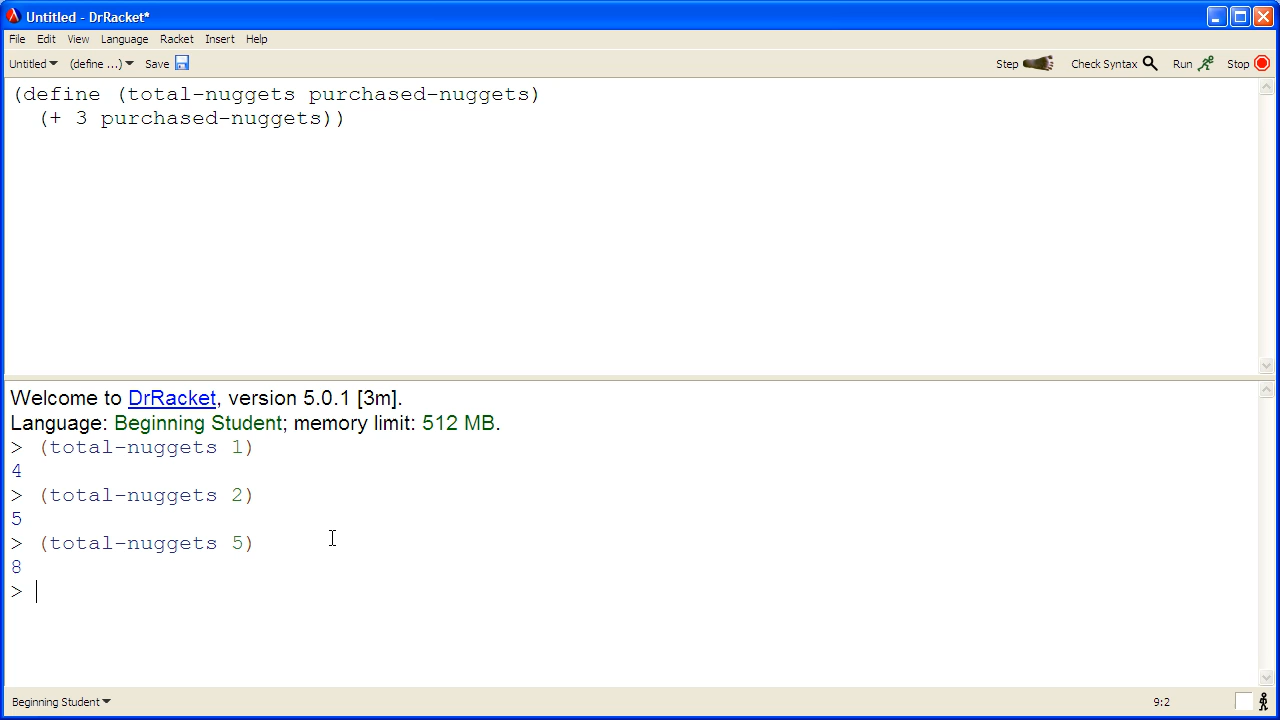 Untitled - DrRacket*
File Edit View Language Racket Insert Help
Untitled (define ...) Save Step Check Syntax Run Stop
(define (total-nuggets purchased-nuggets)
  (+ 3 purchased-nuggets))
Welcome to DrRacket, version 5.0.1 [3m].
Language: Beginning Student; memory limit: 512 MB.
> (total-nuggets 1)
4
> (total-nuggets 2)
5
> (total-nuggets 5)
8
>
Beginning Student 9:2